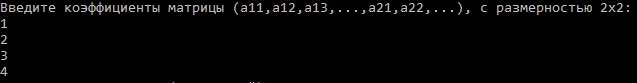 Введите коэффициенты матрицы (a11,a12,a13,...,a21,a22,...), с размерностью 2x2:
1
2
3
4